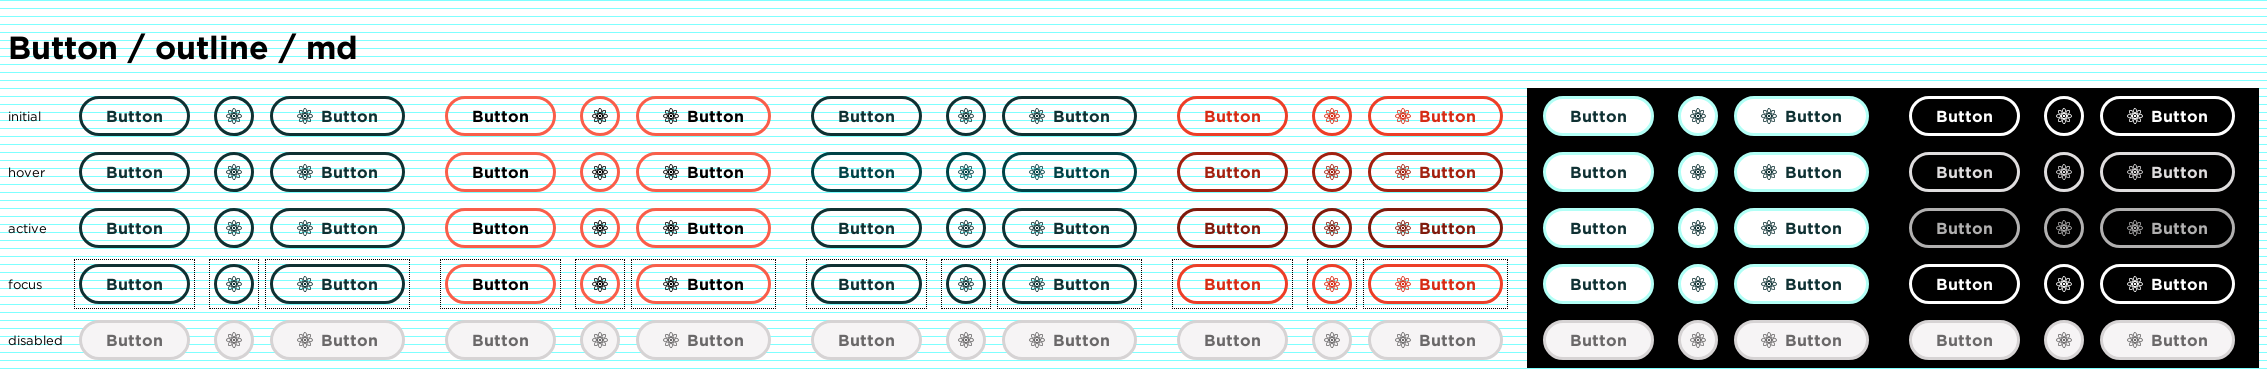 Button / outline / md
initial Button Button Button Button Button Button Button Button Button Button Button Button
hover Button Button Button Button Button Button Button Button Button Button Button Button
active Button Button Button Button Button Button Button Button Button Button Button Button
focus Button Button Button Button Button Button Button Button Button Button Button Button
disabled Button Button Button Button Button Button Button Button Button Button Button Button